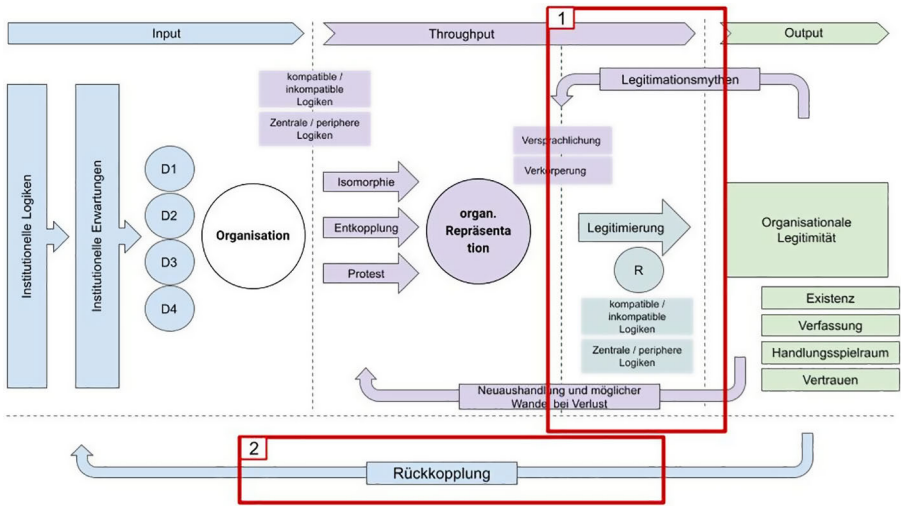 1
Input
Throughput
Output
kompatible /
inkompatible
Logiken
Legitimationsmythen
Zentrale / periphere
Logiken
Versprachlichung
Verkörperung
Institutionelle Logiken
Institutionelle Erwartungen
D1
D2
D3
D4
Organisation
Isomorphie
Entkopplung
Protest
organ.
Repräsenta
tion
Legitimierung
R
kompatible /
inkompatible
Logiken
Zentrale / periphere
Logiken
Organisationale
Legitimität
Existenz
Verfassung
Handlungsspielraum
Vertrauen
Neuaushandlung und möglicher
Wandel bei Verlust
2
Rückkopplung